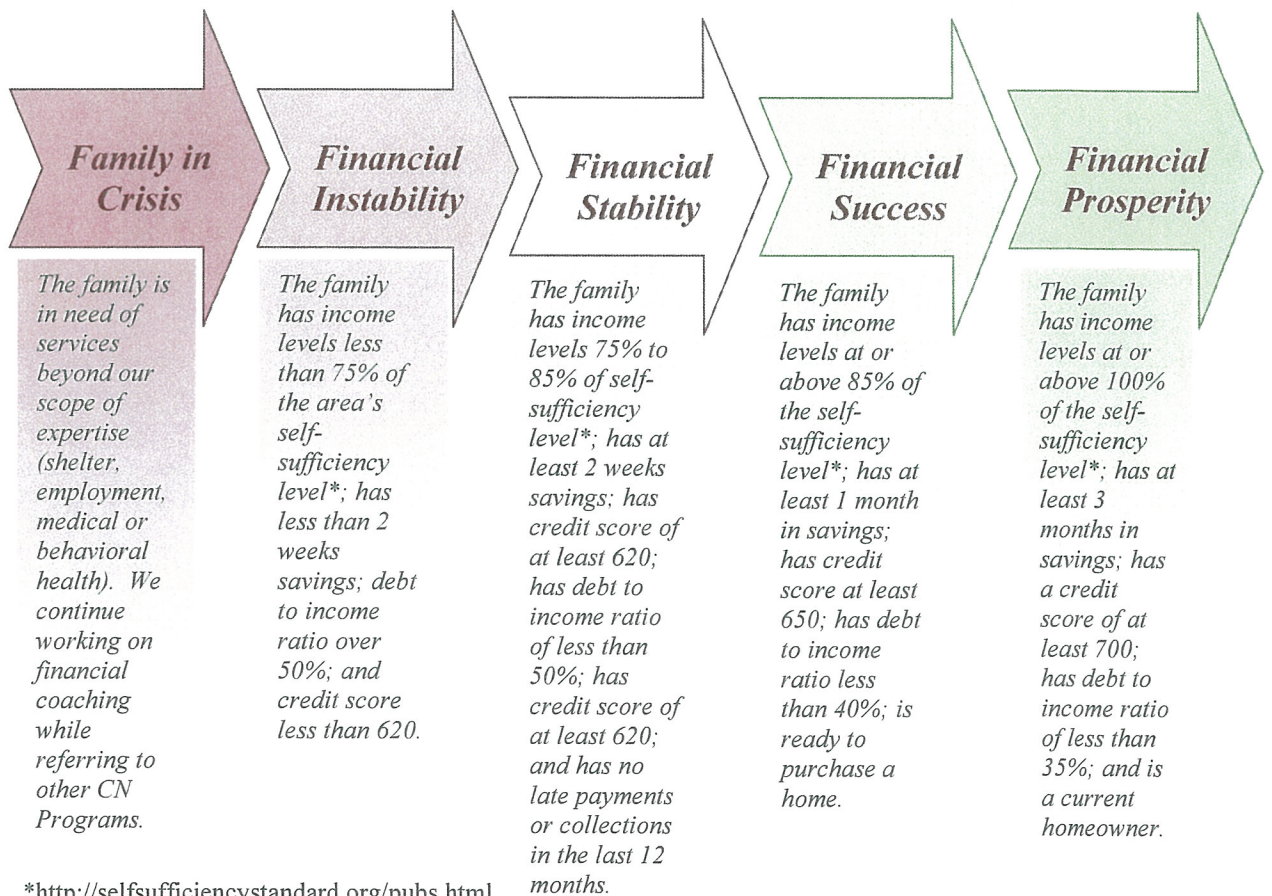 Family in
Crisis
The family is
in need of
services
beyond our
scope of
expertise
(shelter,
employment,
medical or
behavioral
health).  We
continue
working on
financial
coaching
while
referring to
other CN
Programs.
Financial
Instability
The family
has income
levels less
than 75% of
the area's
self-
sufficiency
level*; has
less than 2
weeks
savings; debt
to income
ratio over
50%; and
credit score
less than 620.
Financial
Stability
The family
has income
levels 75% to
85% of self-
sufficiency
level*; has at
least 2 weeks
savings; has
credit score of
at least 620;
has debt to
income ratio
of less than
50%; has
credit score of
at least 620;
and has no
late payments
or collections
in the last 12
months.
Financial
Success
The family
has income
levels at or
above 85% of
the self-
sufficiency
level*; has at
least 1 month
in savings;
has credit
score at least
650; has debt
to income
ratio less
than 40%; is
ready to
purchase a
home.
Financial
Prosperity
The family
has income
levels at or
above 100%
of the self-
sufficiency
level*; has at
least 3
months in
savings; has
a credit
score of at
least 700;
has debt to
income ratio
of less than
35%; and is
a current
homeowner.
*http://selfsufficiencystandard.org/pubs.html